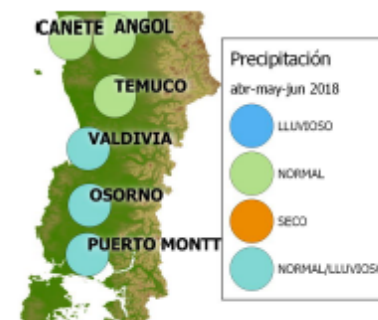 CANETE ANGOL
TEMUCO
VALDIVIA
OSORNO
PUERTO MONTT
Precipitación
abr-may-jun 2018
LLUVIOSO
NORMAL
SECO
NORMAL/LLUVIOSO